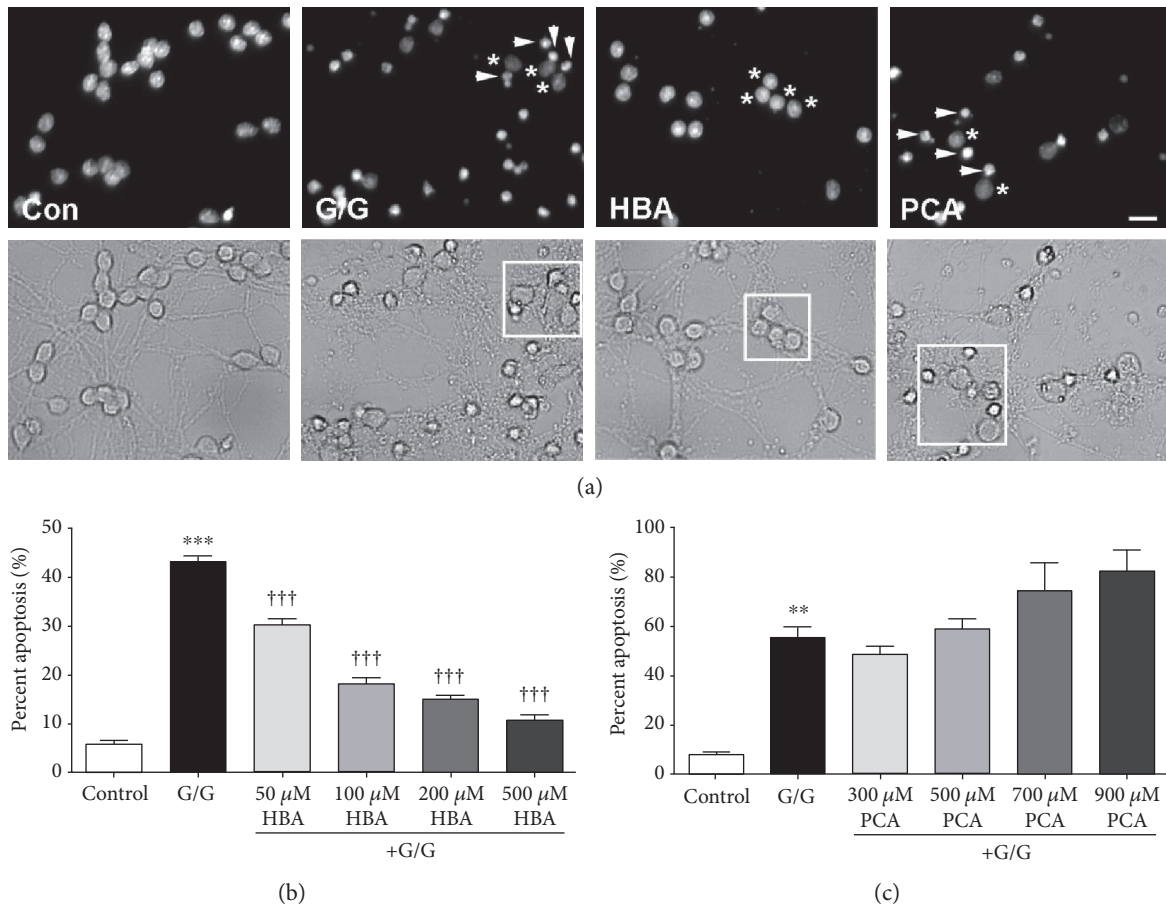 Con
G/G
HBA
PCA
* * * *
* * * *
* *
(a)
Percent apoptosis (%)
50
40
30
20
10
0
***
†††
†††
†††
†††
Control
G/G
50 μM
HBA
100 μM
HBA
200 μM
HBA
500 μM
HBA
+G/G
(b)
Percent apoptosis (%)
100
80
60
40
20
0
**
Control
G/G
300 μM
PCA
500 μM
PCA
700 μM
PCA
900 μM
PCA
+G/G
(c)